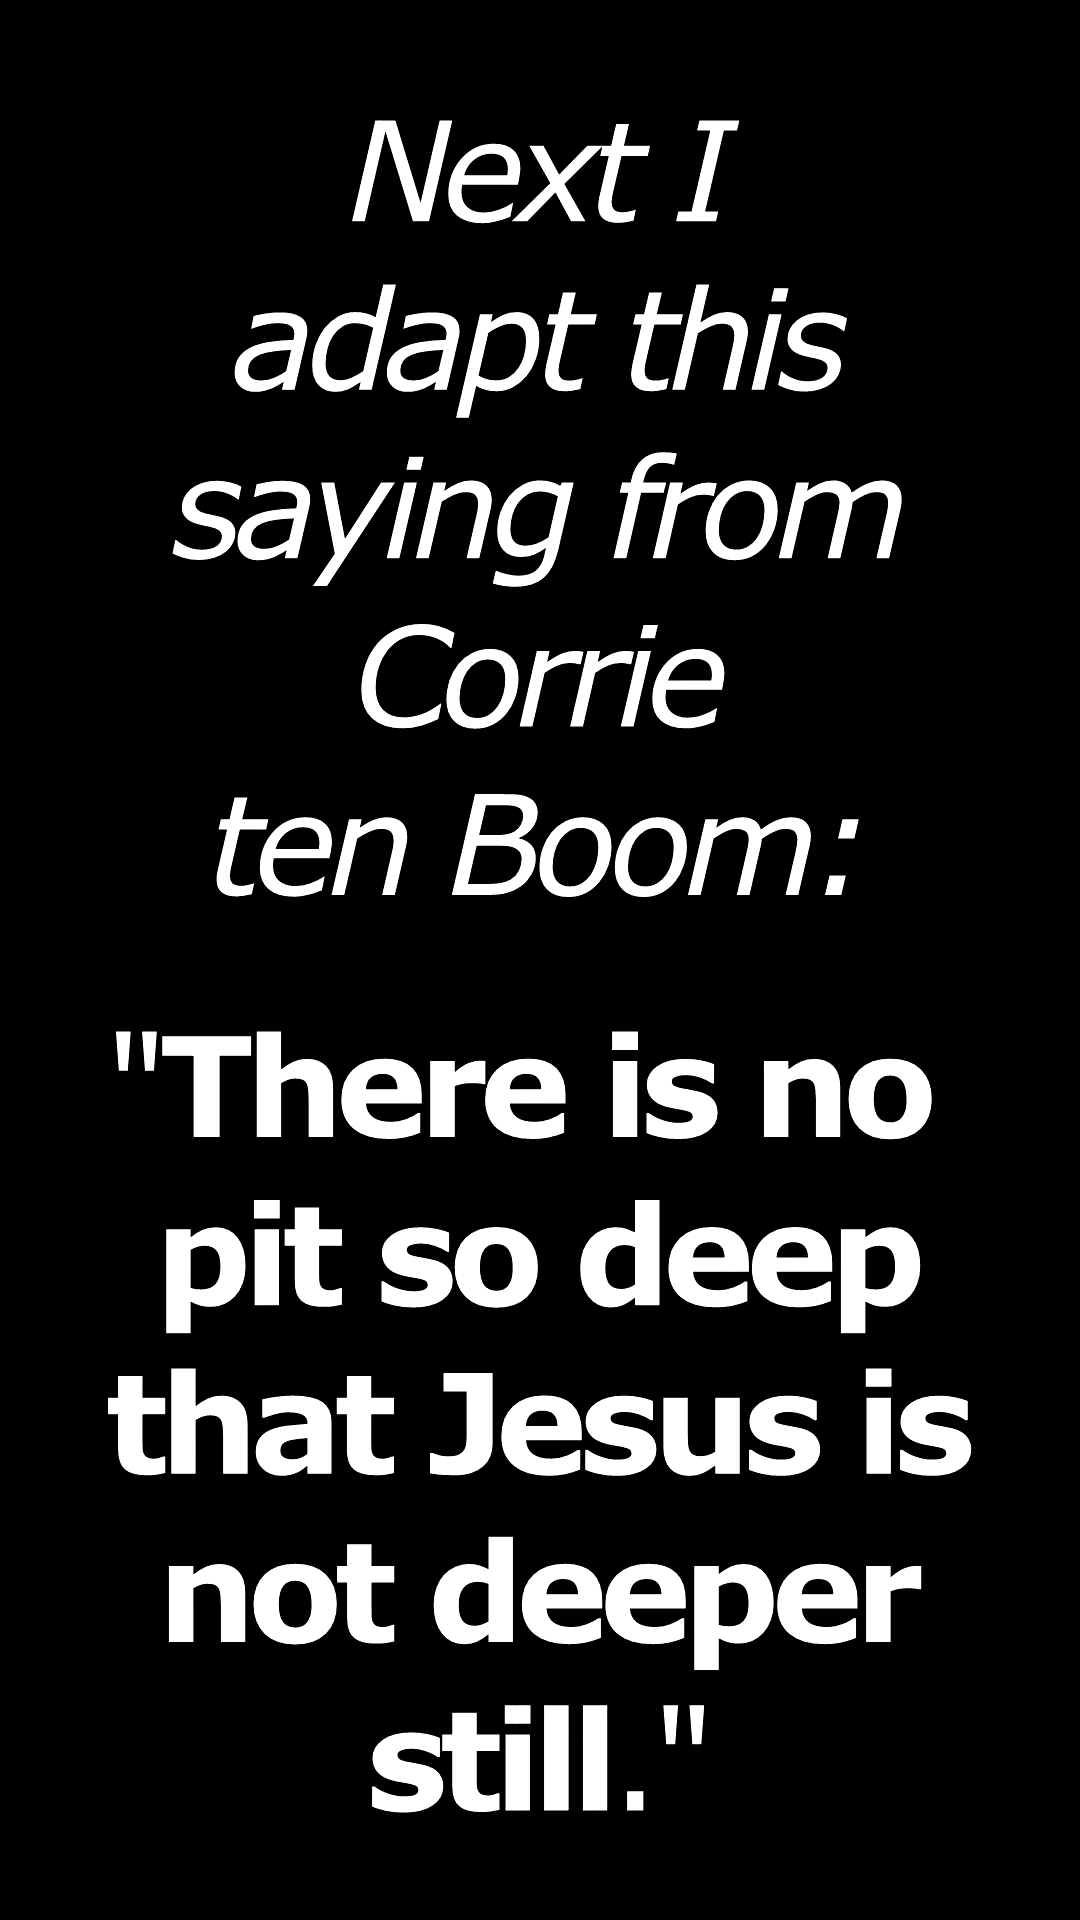 Next I
adapt this
saying from
Corrie
ten Boom:
"There is no
pit so deep
that Jesus is
not deeper
still."